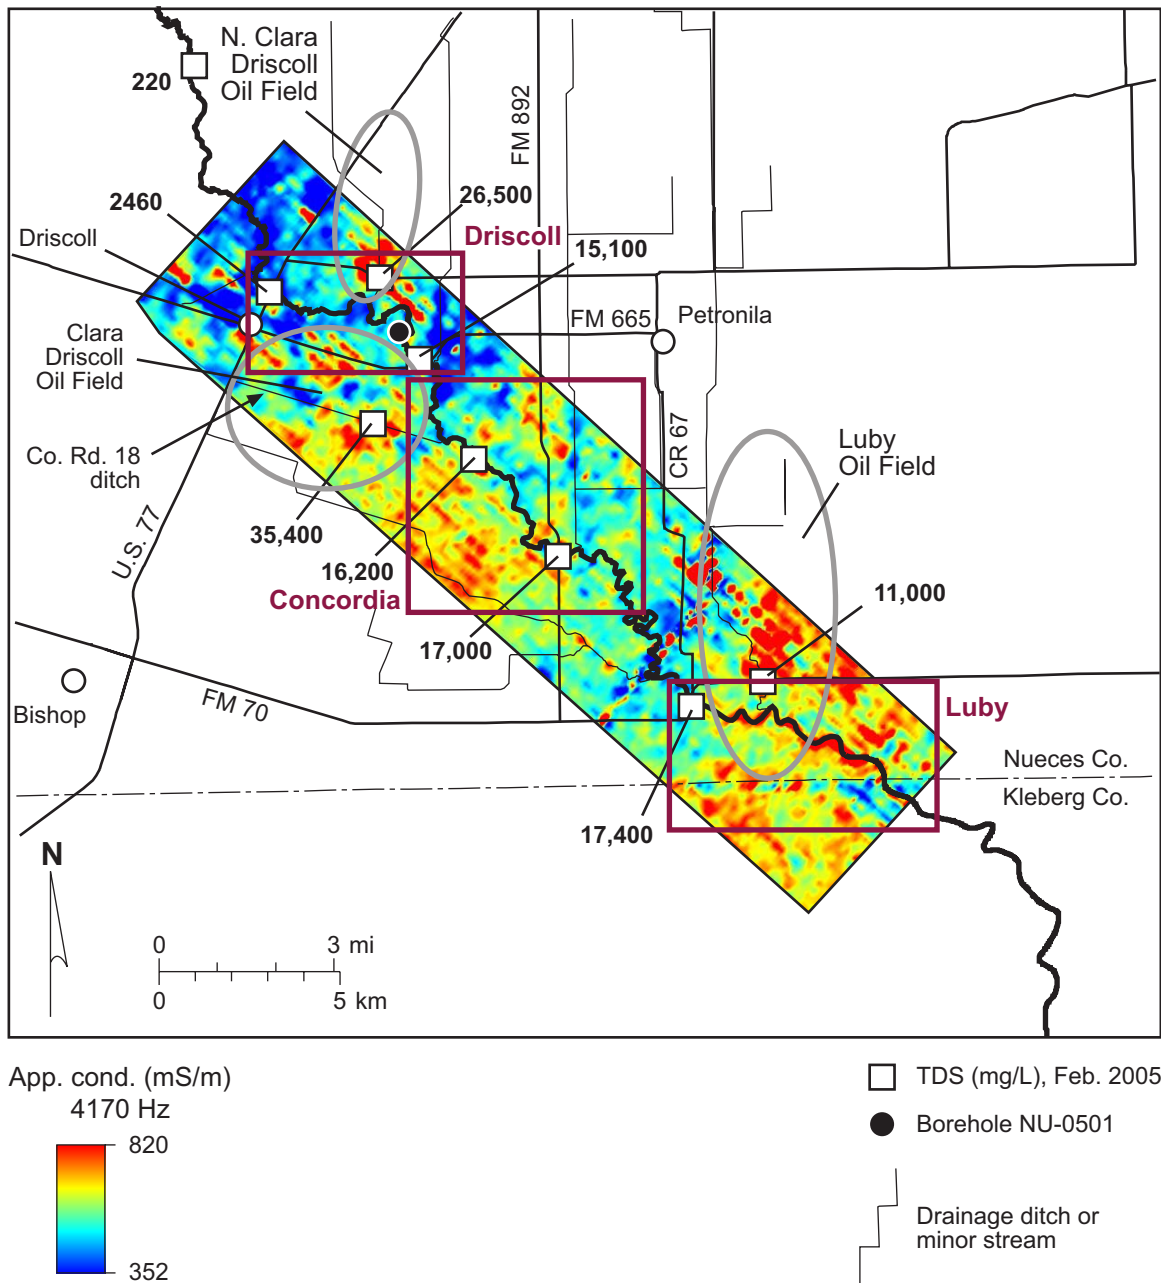 N. Clara
Driscoll
Oil Field
220
FM 892
2460
26,500
Driscoll
Driscoll
15,100
FM 665
Petronila
Clara
Driscoll
Oil Field
Co. Rd. 18
ditch
CR 67
Luby
Oil Field
U.S. 77
35,400
16,200
Concordia
17,000
11,000
Bishop
FM 70
Luby
Nueces Co.
Kleberg Co.
17,400
N
0 3 mi
0 5 km
App. cond. (mS/m)
4170 Hz
820
352
TDS (mg/L), Feb. 2005
Borehole NU-0501
Drainage ditch or
minor stream